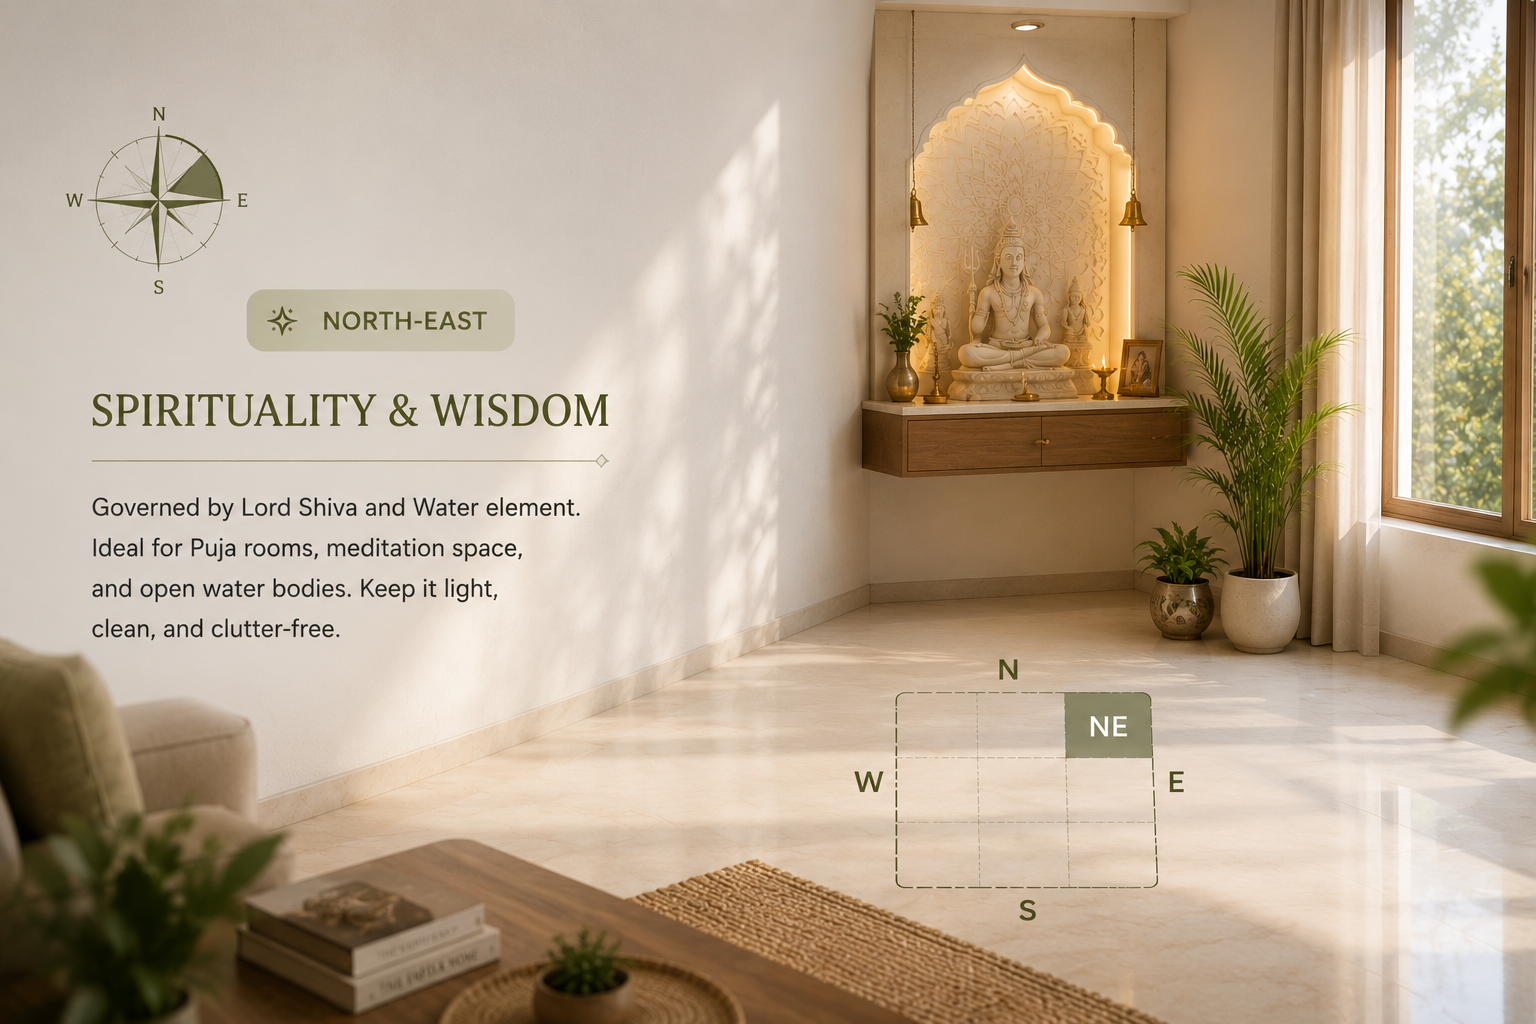 N
W
E
S
NORTH-EAST
SPIRITUALITY & WISDOM
Governed by Lord Shiva and Water element.
Ideal for Puja rooms, meditation space,
and open water bodies. Keep it light,
clean, and clutter-free.
N
NE
W
E
S